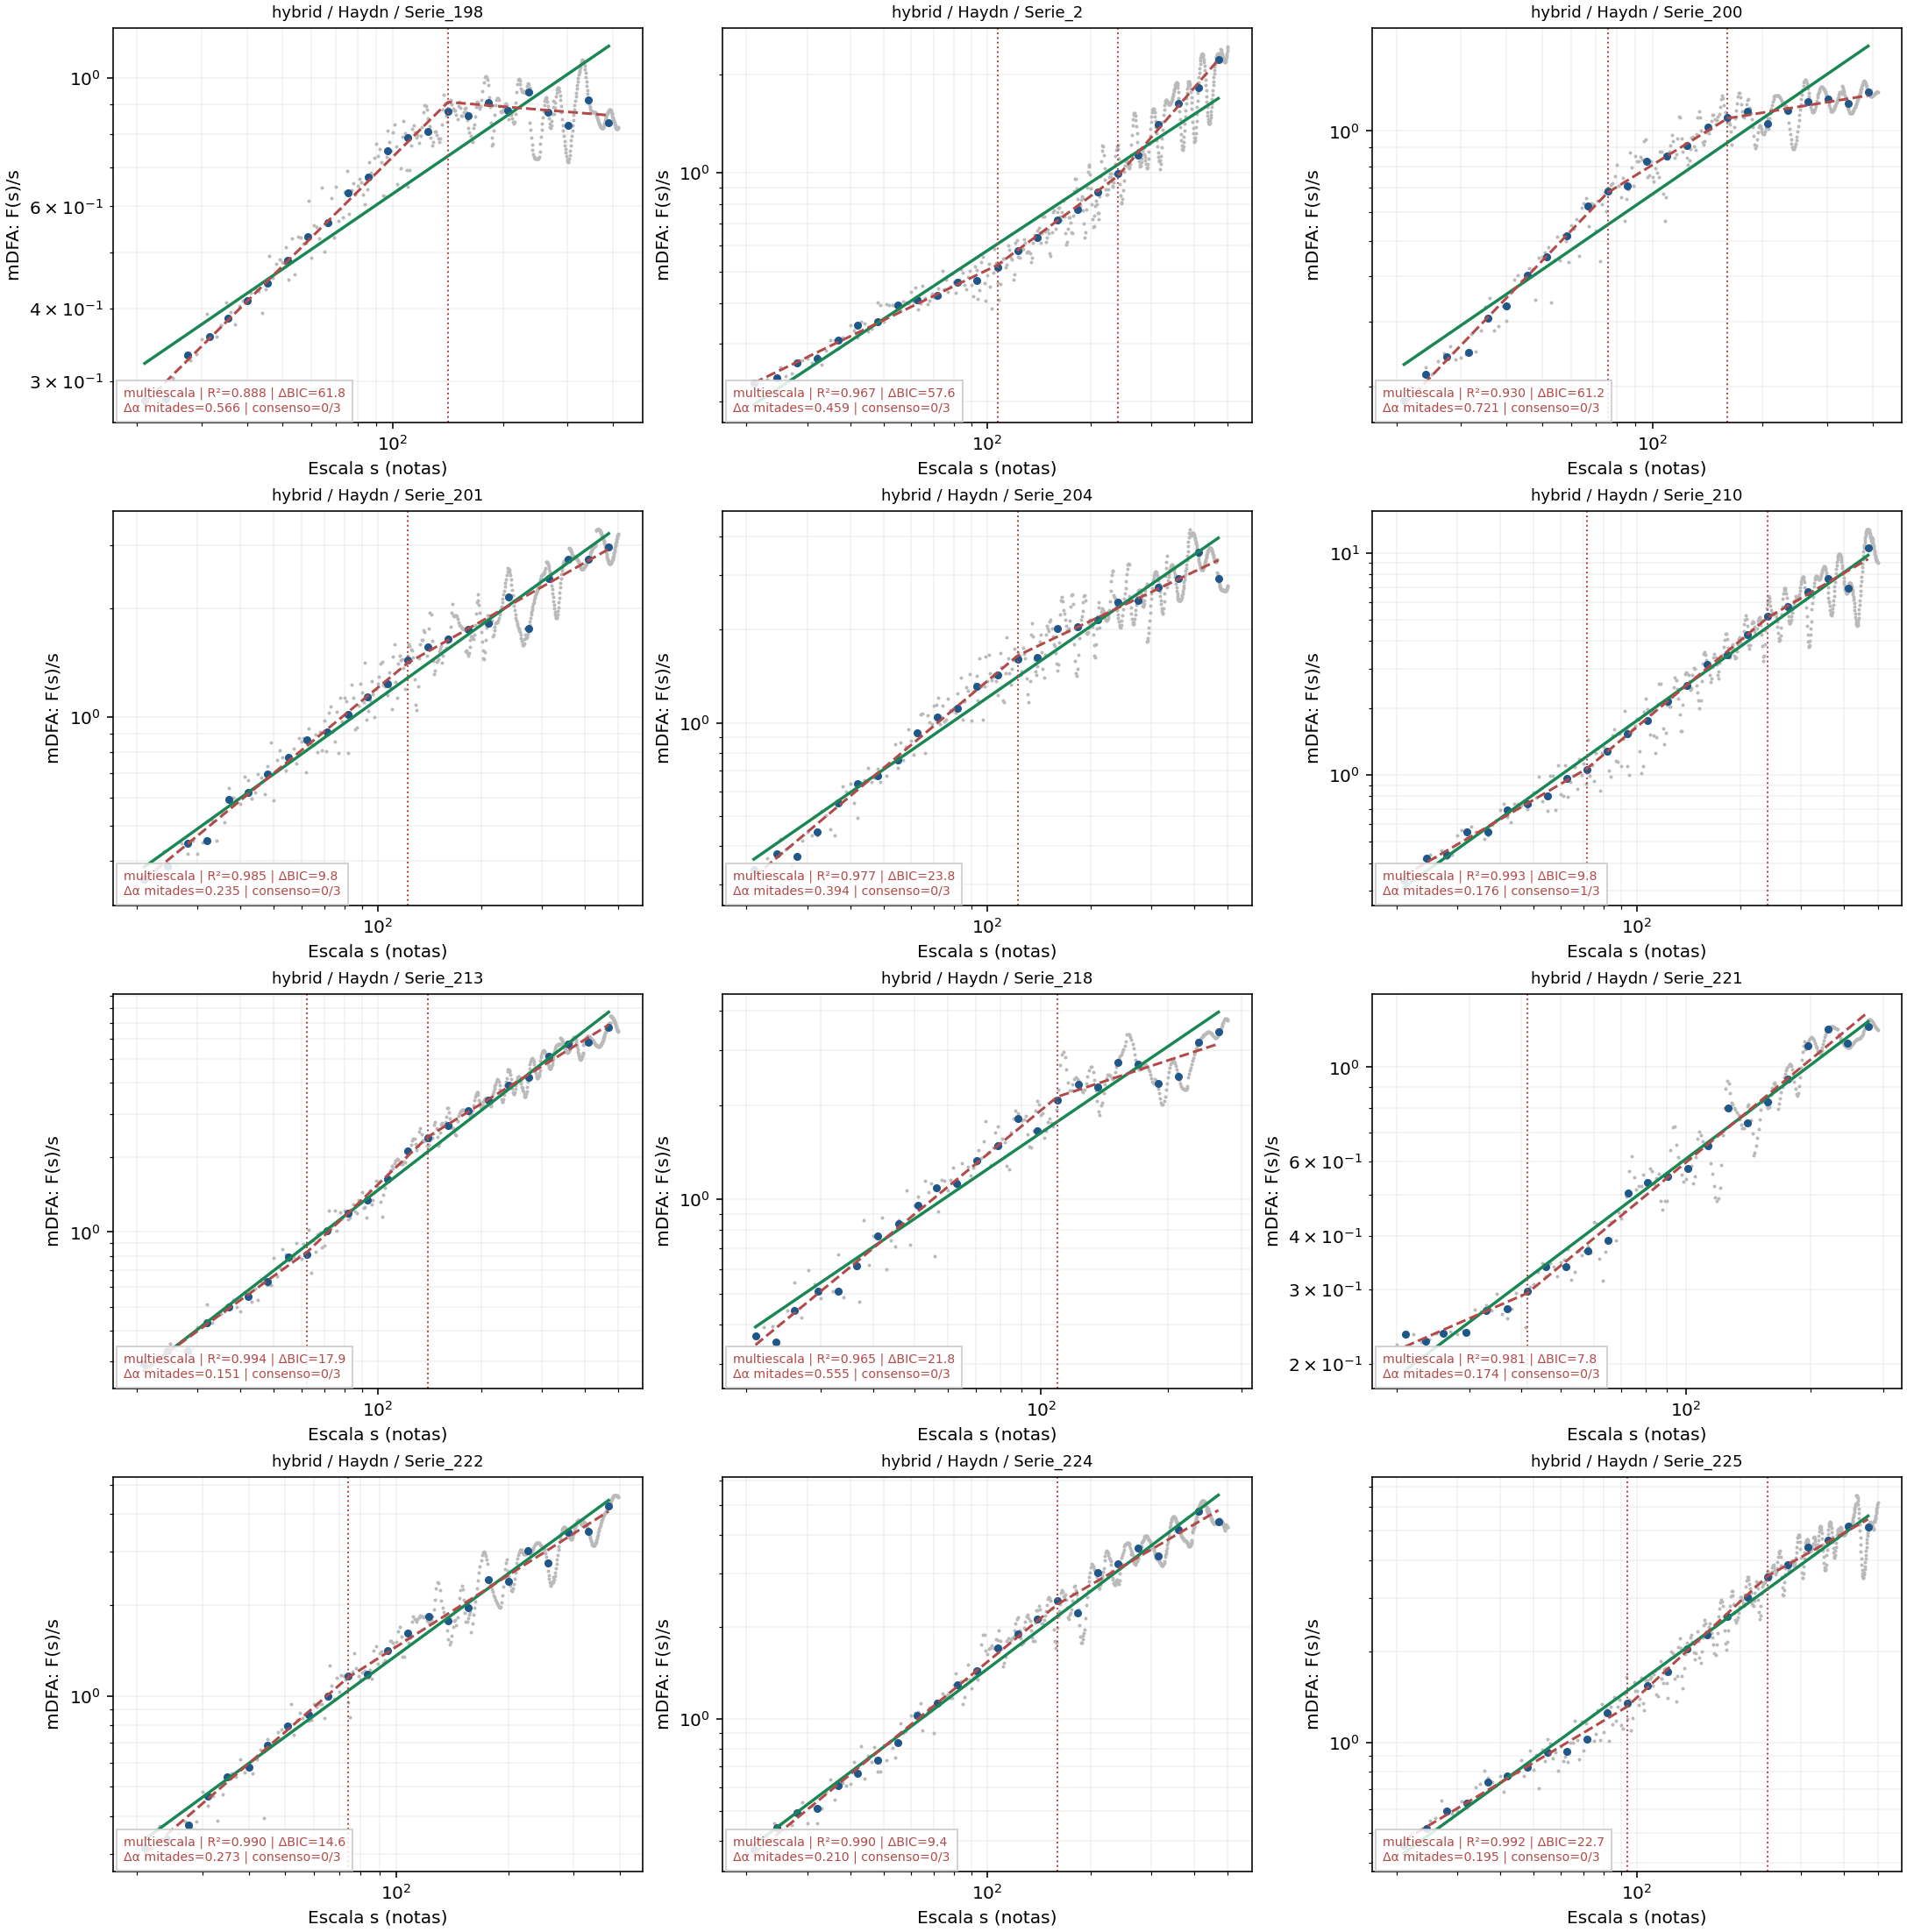 hybrid / Haydn / Serie_198
mDFA: F(s)/s
10⁰
6 × 10⁻¹
4 × 10⁻¹
3 × 10⁻¹
multiescala | R²=0.888 | ΔBIC=61.8
Δα mitades=0.566 | consenso=0/3
10²
Escala s (notas)
hybrid / Haydn / Serie_2
mDFA: F(s)/s
10⁰
multiescala | R²=0.967 | ΔBIC=57.6
Δα mitades=0.459 | consenso=0/3
10²
Escala s (notas)
hybrid / Haydn / Serie_200
mDFA: F(s)/s
10⁰
multiescala | R²=0.930 | ΔBIC=61.2
Δα mitades=0.721 | consenso=0/3
10²
Escala s (notas)
hybrid / Haydn / Serie_201
mDFA: F(s)/s
10⁰
multiescala | R²=0.985 | ΔBIC=9.8
Δα mitades=0.235 | consenso=0/3
10²
Escala s (notas)
hybrid / Haydn / Serie_204
mDFA: F(s)/s
10⁰
multiescala | R²=0.977 | ΔBIC=23.8
Δα mitades=0.394 | consenso=0/3
10²
Escala s (notas)
hybrid / Haydn / Serie_210
mDFA: F(s)/s
10¹
10⁰
multiescala | R²=0.993 | ΔBIC=9.8
Δα mitades=0.176 | consenso=1/3
10²
Escala s (notas)
hybrid / Haydn / Serie_213
mDFA: F(s)/s
10⁰
multiescala | R²=0.994 | ΔBIC=17.9
Δα mitades=0.151 | consenso=0/3
10²
Escala s (notas)
hybrid / Haydn / Serie_218
mDFA: F(s)/s
10⁰
multiescala | R²=0.965 | ΔBIC=21.8
Δα mitades=0.555 | consenso=0/3
10²
Escala s (notas)
hybrid / Haydn / Serie_221
mDFA: F(s)/s
10⁰
6 × 10⁻¹
4 × 10⁻¹
3 × 10⁻¹
2 × 10⁻¹
multiescala | R²=0.981 | ΔBIC=7.8
Δα mitades=0.174 | consenso=0/3
10²
Escala s (notas)
hybrid / Haydn / Serie_222
mDFA: F(s)/s
10⁰
multiescala | R²=0.990 | ΔBIC=14.6
Δα mitades=0.273 | consenso=0/3
10²
Escala s (notas)
hybrid / Haydn / Serie_224
mDFA: F(s)/s
10⁰
multiescala | R²=0.990 | ΔBIC=9.4
Δα mitades=0.210 | consenso=0/3
10²
Escala s (notas)
hybrid / Haydn / Serie_225
mDFA: F(s)/s
10⁰
multiescala | R²=0.992 | ΔBIC=22.7
Δα mitades=0.195 | consenso=0/3
10²
Escala s (notas)